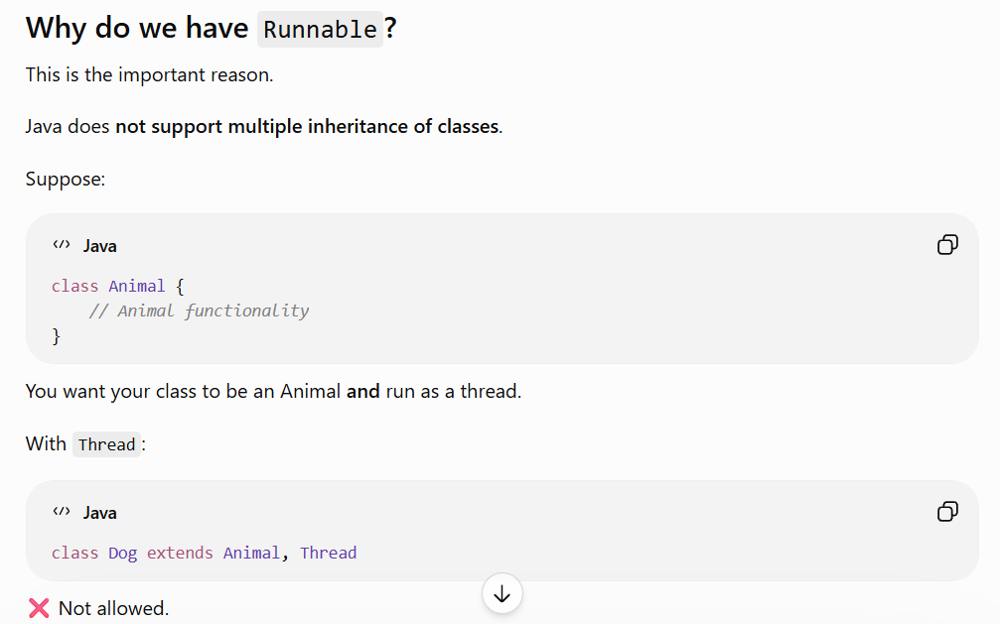 Why do we have Runnable?
This is the important reason.
Java does not support multiple inheritance of classes.
Suppose:
</> Java
class Animal {
    // Animal functionality
}
You want your class to be an Animal and run as a thread.
With Thread:
</> Java
class Dog extends Animal, Thread
❌ Not allowed.